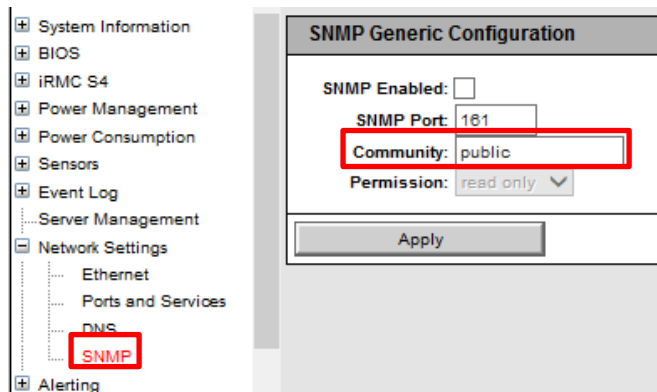 System Information
BIOS
iRMC S4
Power Management
Power Consumption
Sensors
Event Log
Server Management
Network Settings
Ethernet
Ports and Services
DNS
SNMP
Alerting
SNMP Generic Configuration
SNMP Enabled:
SNMP Port: 161
Community: public
Permission: read only
Apply